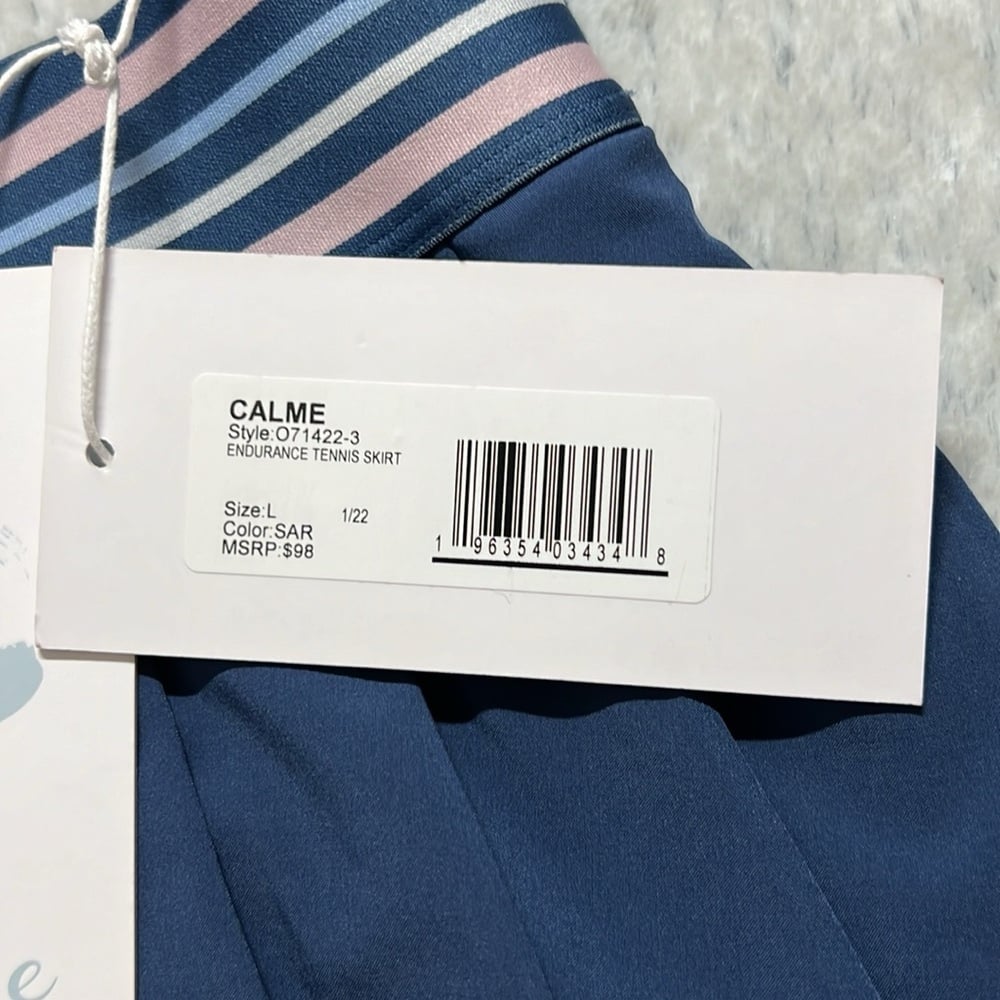 CALME
Style:O71422-3
ENDURANCE TENNIS SKIRT
Size:L 1/22
Color:SAR
MSRP:$98
1 96354 03434 8
e